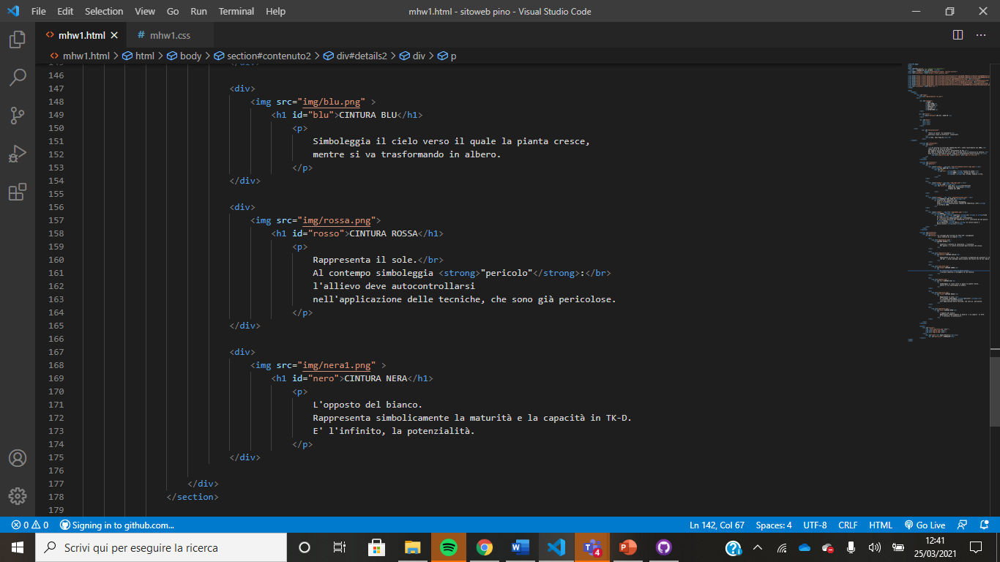 File Edit Selection View Go Run Terminal Help mhw1.html - sitoweb pino - Visual Studio Code
<> mhw1.html # mhw1.css
<> mhw1.html > html > body > section#contenuto2 > div#details2 > div > p
146
147 <div>
148 <img src="img/blu.png" >
149 <h1 id="blu">CINTURA BLU</h1>
150 <p>
151 Simboleggia il cielo verso il quale la pianta cresce,
152 mentre si va trasformando in albero.
153 </p>
154 </div>
155
156 <div>
157 <img src="img/rossa.png">
158 <h1 id="rosso">CINTURA ROSSA</h1>
159 <p>
160 Rappresenta il sole.</br>
161 Al contempo simboleggia <strong>"pericolo"</strong>:</br>
162 l'allievo deve autocontrollarsi
163 nell'applicazione delle tecniche, che sono già pericolose.
164 </p>
165 </div>
166
167 <div>
168 <img src="img/nera1.png" >
169 <h1 id="nero">CINTURA NERA</h1>
170 <p>
171 L'opposto del bianco.
172 Rappresenta simbolicamente la maturità e la capacità in TK-D.
173 E' l'infinito, la potenzialità.
174 </p>
175 </div>
176
177 </div>
178 </section>
179
0 0 Signing in to github.com... Ln 142, Col 67 Spaces: 4 UTF-8 CRLF HTML Go Live
Scrivi qui per eseguire la ricerca
4
12:41
25/03/2021